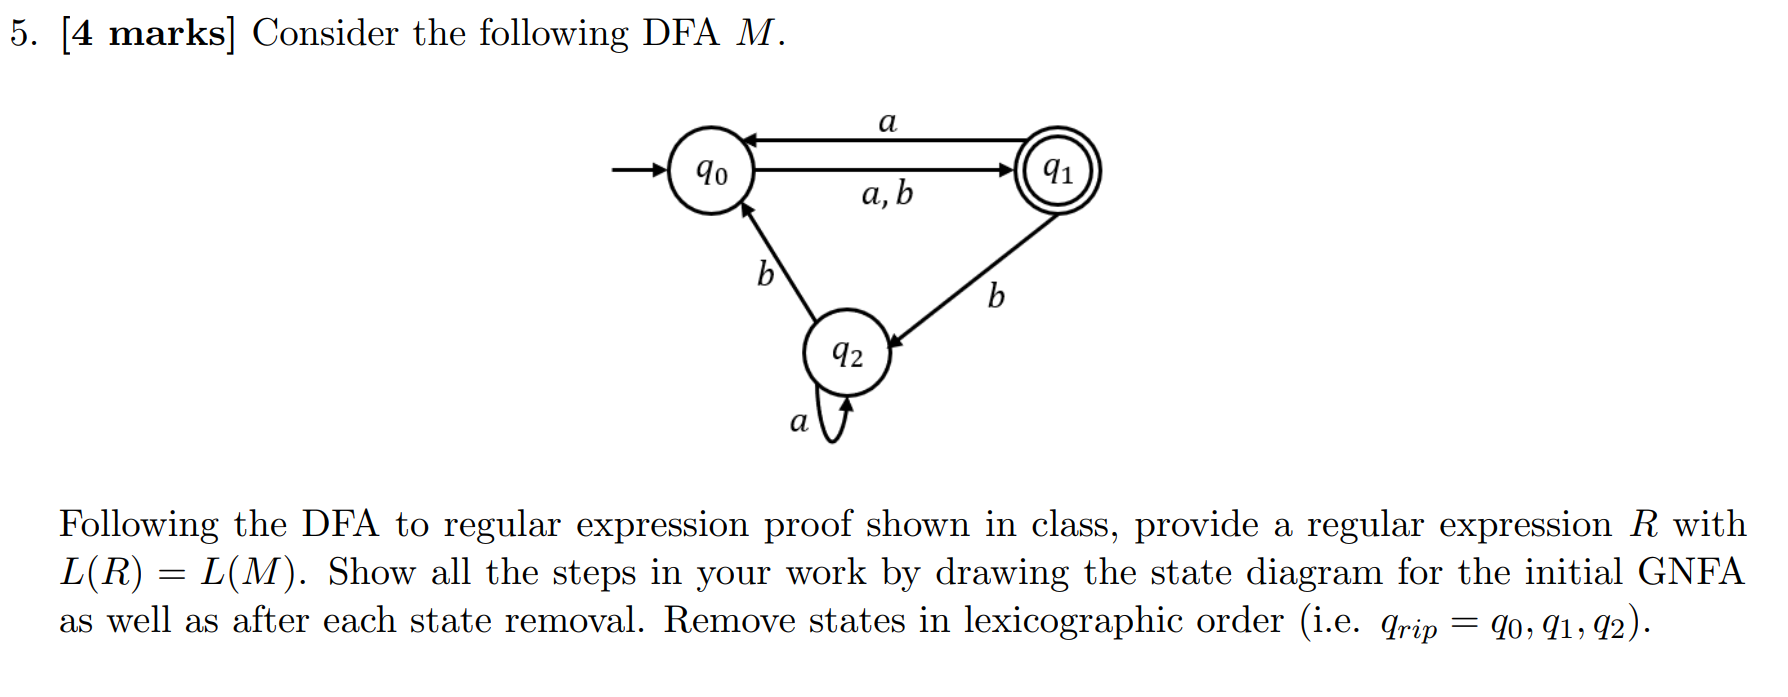 5. [4 marks] Consider the following DFA M.
a
q0
q1
a, b
b
b
q2
a
Following the DFA to regular expression proof shown in class, provide a regular expression R with
L(R) = L(M). Show all the steps in your work by drawing the state diagram for the initial GNFA
as well as after each state removal. Remove states in lexicographic order (i.e. qrip = q0, q1, q2).